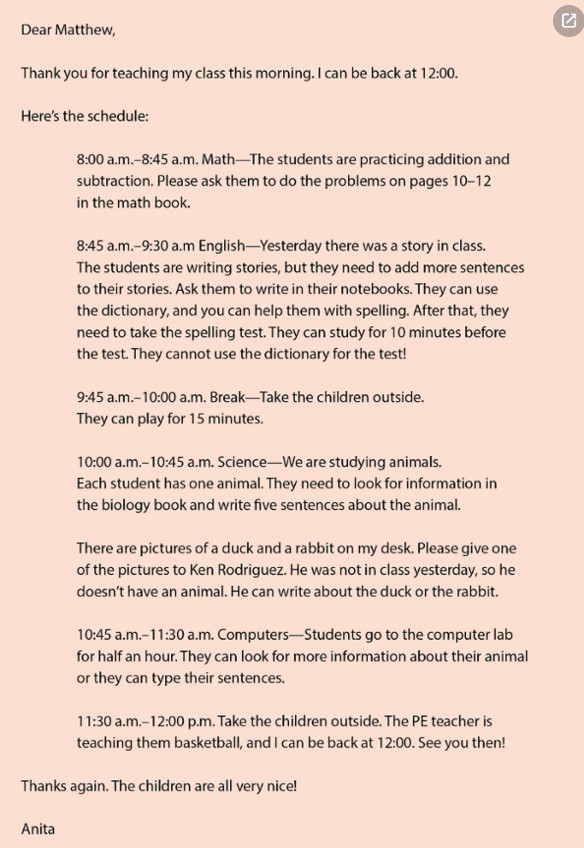 Dear Matthew,
Thank you for teaching my class this morning. I can be back at 12:00.
Here's the schedule:
8:00 a.m.–8:45 a.m. Math—The students are practicing addition and
subtraction. Please ask them to do the problems on pages 10–12
in the math book.
8:45 a.m.–9:30 a.m English—Yesterday there was a story in class.
The students are writing stories, but they need to add more sentences
to their stories. Ask them to write in their notebooks. They can use
the dictionary, and you can help them with spelling. After that, they
need to take the spelling test. They can study for 10 minutes before
the test. They cannot use the dictionary for the test!
9:45 a.m.–10:00 a.m. Break—Take the children outside.
They can play for 15 minutes.
10:00 a.m.–10:45 a.m. Science—We are studying animals.
Each student has one animal. They need to look for information in
the biology book and write five sentences about the animal.
There are pictures of a duck and a rabbit on my desk. Please give one
of the pictures to Ken Rodriguez. He was not in class yesterday, so he
doesn't have an animal. He can write about the duck or the rabbit.
10:45 a.m.–11:30 a.m. Computers—Students go to the computer lab
for half an hour. They can look for more information about their animal
or they can type their sentences.
11:30 a.m.–12:00 p.m. Take the children outside. The PE teacher is
teaching them basketball, and I can be back at 12:00. See you then!
Thanks again. The children are all very nice!
Anita